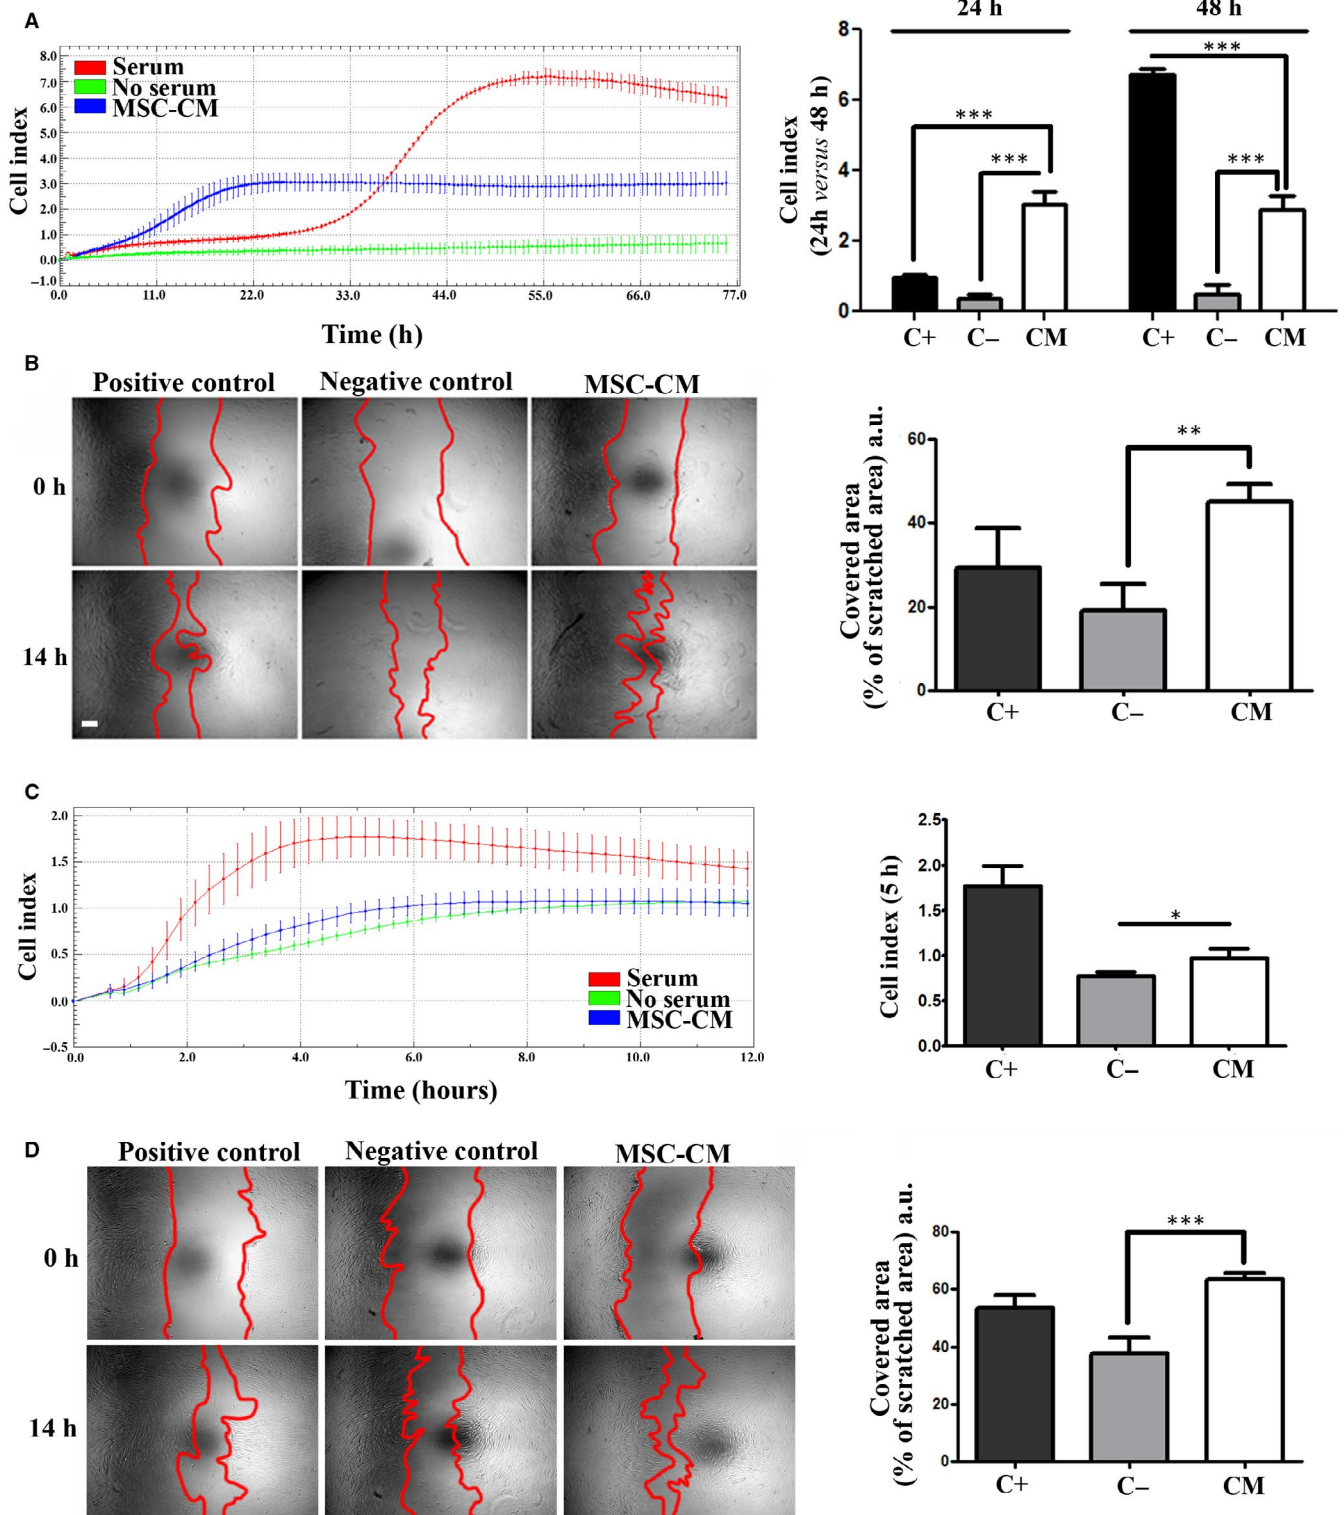 A
8.0
7.0
6.0
5.0
4.0
3.0
2.0
1.0
0.0
−1.0
Cell index
Serum
No serum
MSC-CM
0.0 11.0 22.0 33.0 44.0 55.0 66.0 77.0
Time (h)
24 h 48 h
Cell index
(24h versus 48 h)
8
6
4
2
0
***
***
***
***
C+ C− CM C+ C− CM
B
Positive control Negative control MSC-CM
0 h
14 h
Covered area
(% of scratched area) a.u.
60
40
20
0
**
C+ C− CM
C
2.0
1.5
1.0
0.5
0.0
−0.5
Cell index
Serum
No serum
MSC-CM
0.0 2.0 4.0 6.0 8.0 10.0 12.0
Time (hours)
Cell index (5 h)
2.5
2.0
1.5
1.0
0.5
0.0
*
C+ C− CM
D
Positive control Negative control MSC-CM
0 h
14 h
Covered area
(% of scratched area) a.u.
80
60
40
20
0
***
C+ C− CM